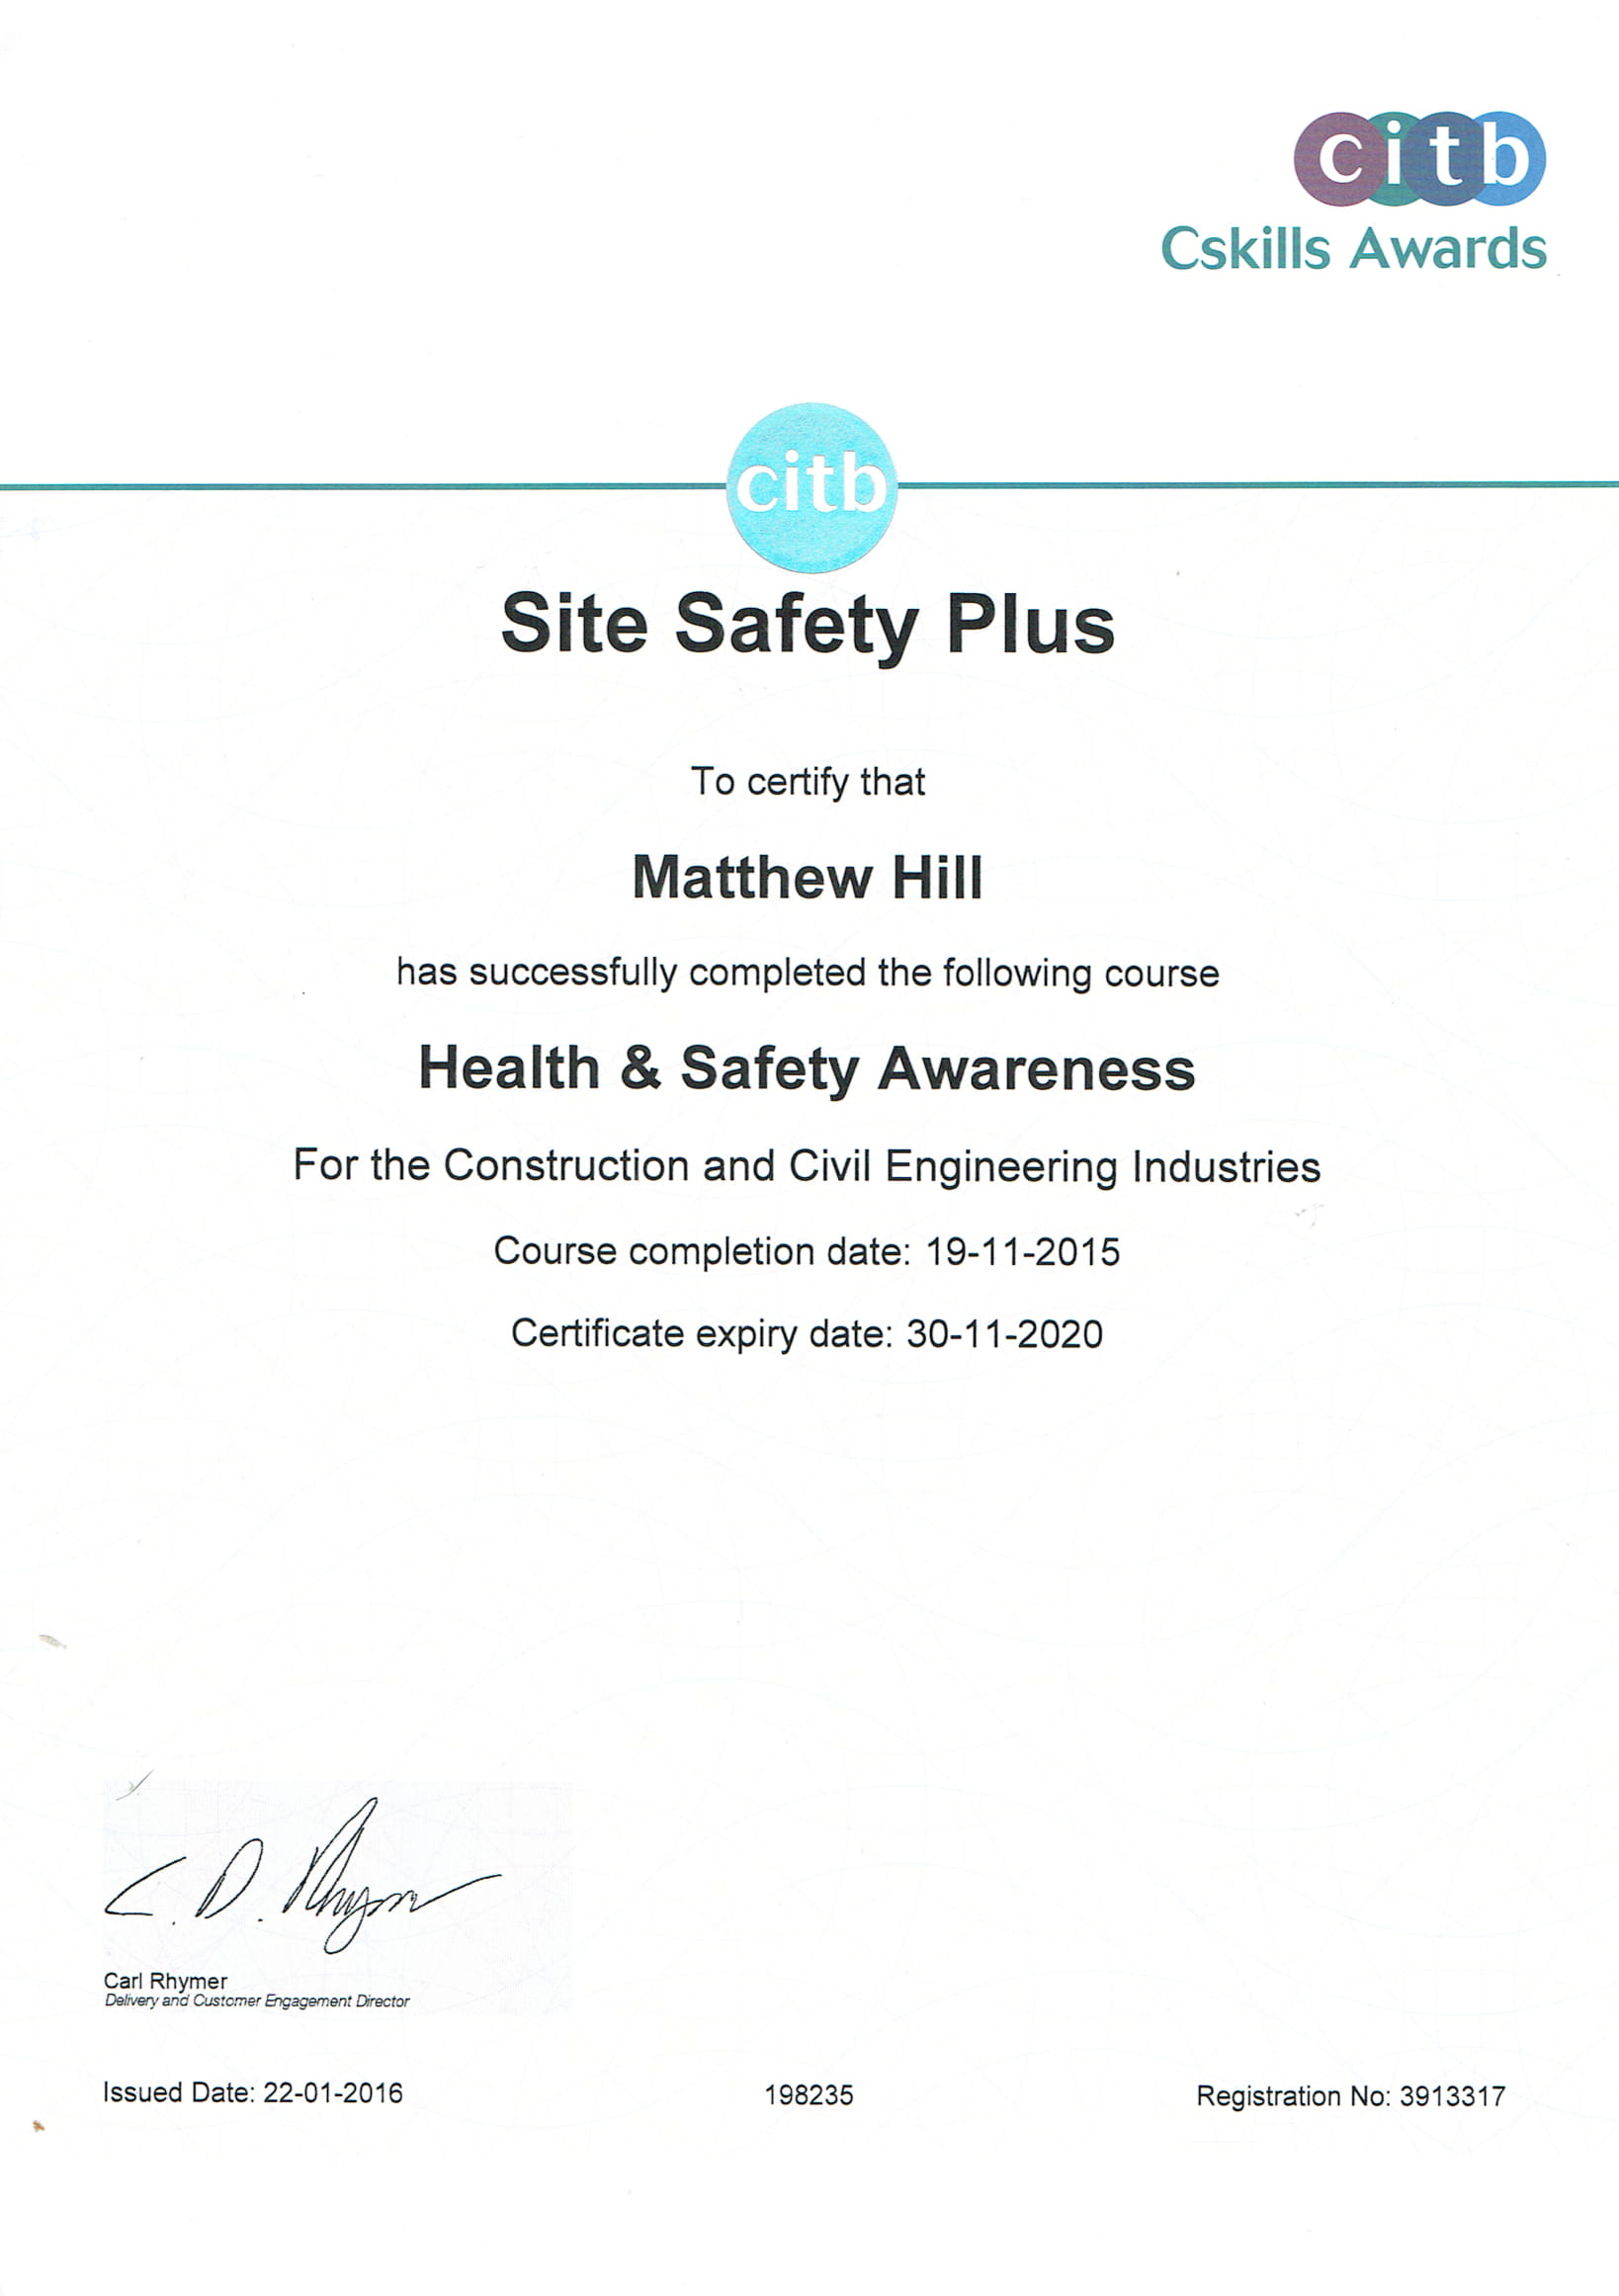 citb
Cskills Awards
citb
Site Safety Plus
To certify that
Matthew Hill
has successfully completed the following course
Health & Safety Awareness
For the Construction and Civil Engineering Industries
Course completion date: 19-11-2015
Certificate expiry date: 30-11-2020
C. D. Rhymer
Carl Rhymer
Delivery and Customer Engagement Director
Issued Date: 22-01-2016 198235 Registration No: 3913317